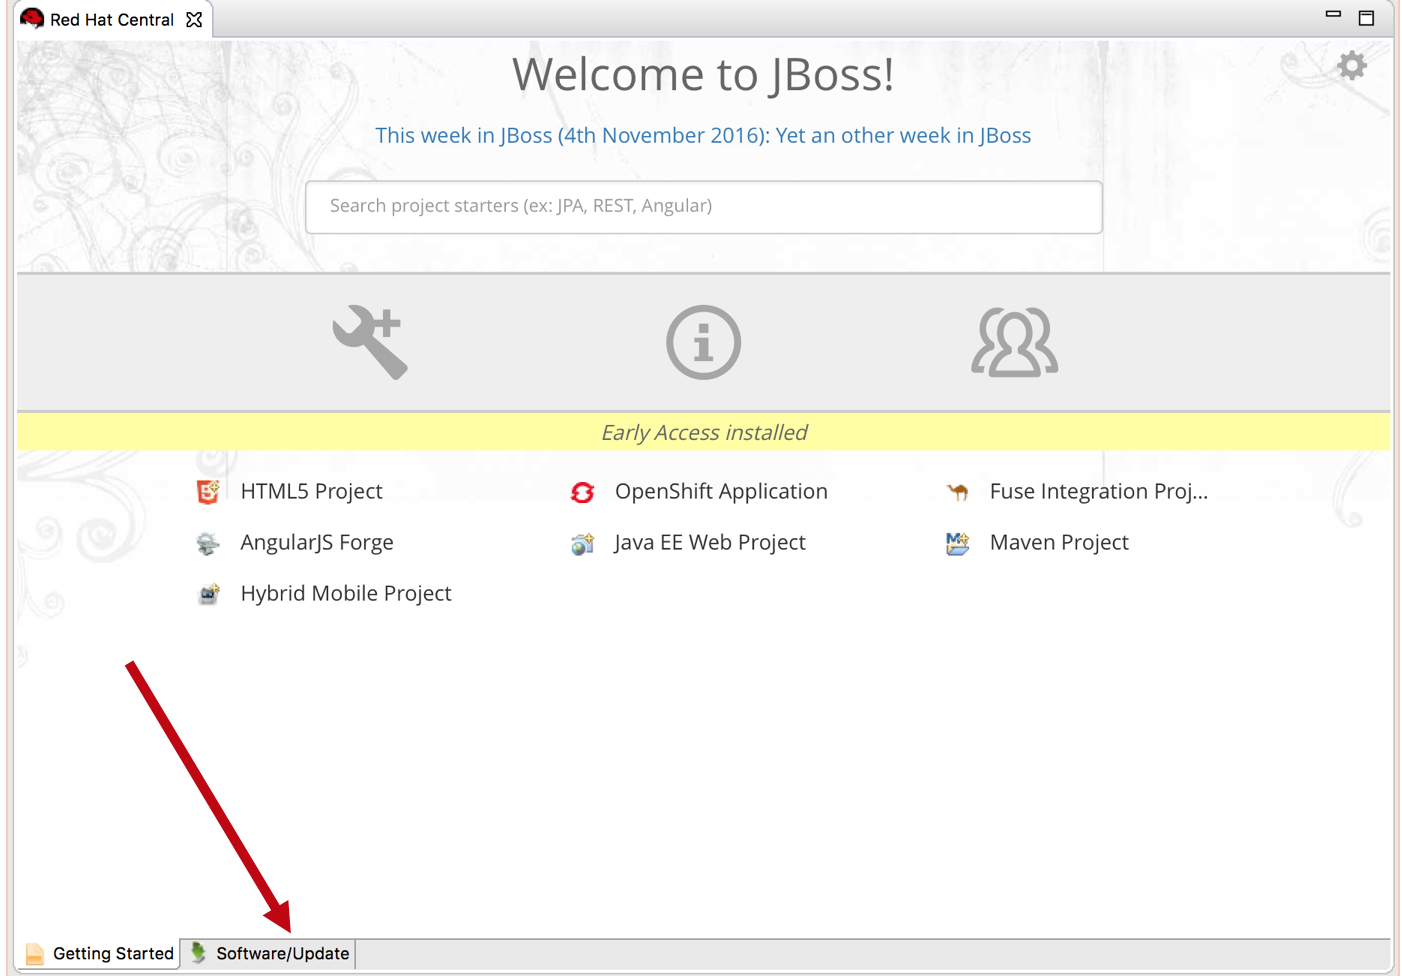 Red Hat Central
Welcome to JBoss!
This week in JBoss (4th November 2016): Yet an other week in JBoss
Search project starters (ex: JPA, REST, Angular)
Early Access installed
HTML5 Project
OpenShift Application
Fuse Integration Proj...
AngularJS Forge
Java EE Web Project
Maven Project
Hybrid Mobile Project
Getting Started
Software/Update